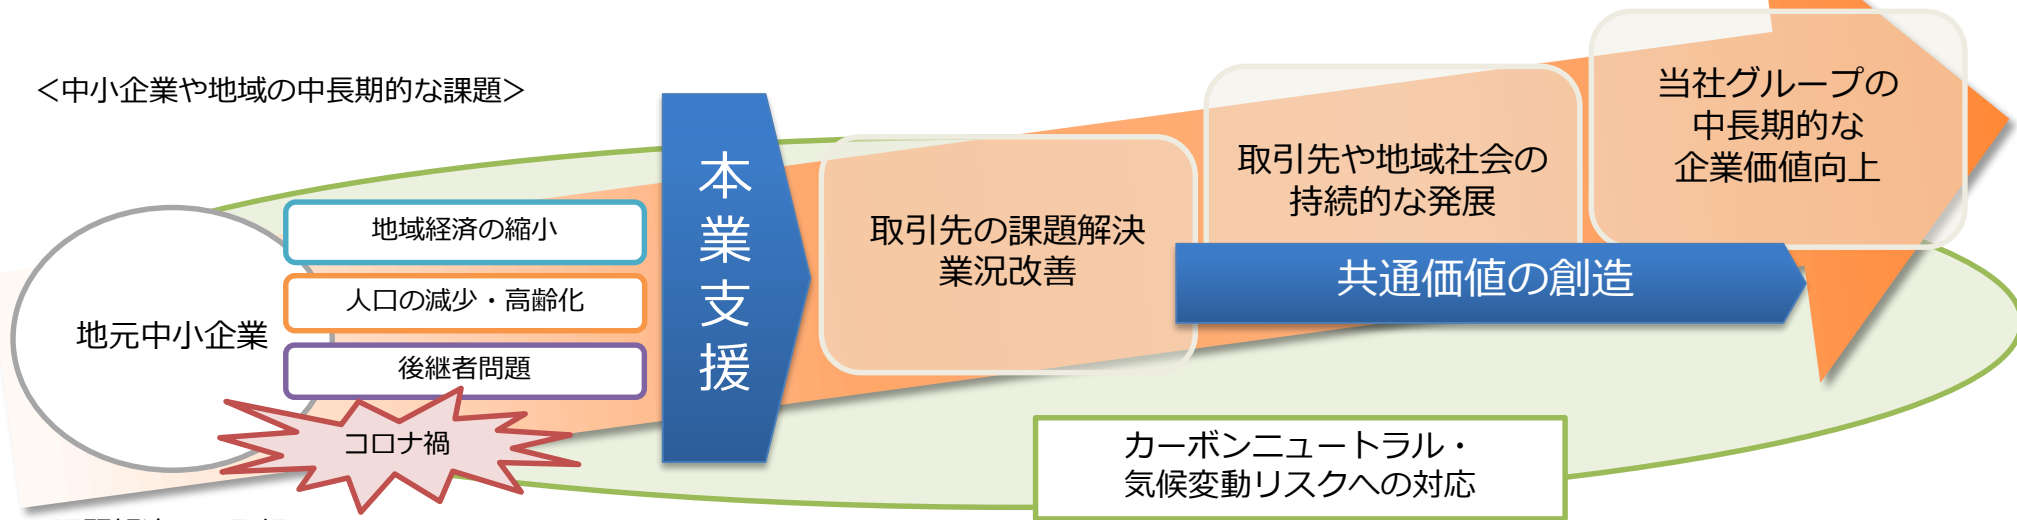 ＜中小企業や地域の中長期的な課題＞
地元中小企業
地域経済の縮小
人口の減少・高齢化
後継者問題
コロナ禍
本業支援
取引先の課題解決
業況改善
取引先や地域社会の
持続的な発展
共通価値の創造
当社グループの
中長期的な
企業価値向上
カーボンニュートラル・
気候変動リスクへの対応